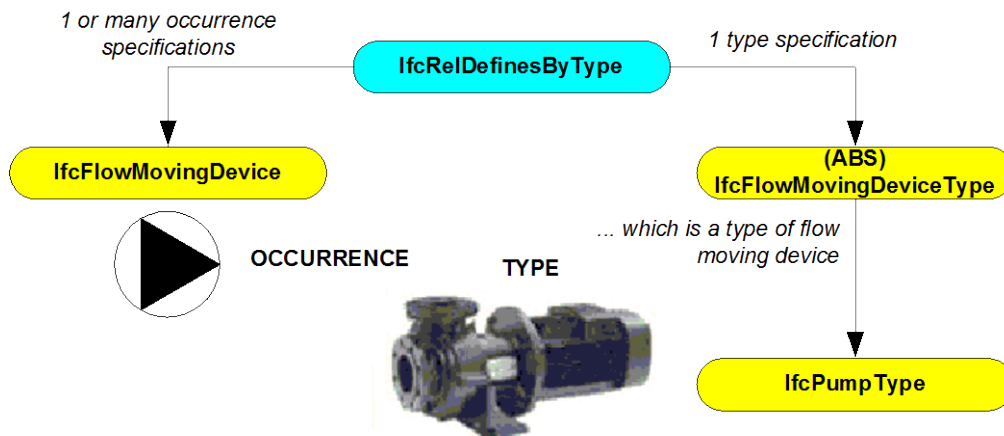 1 or many occurrence
specifications
IfcRelDefinesByType
1 type specification
IfcFlowMovingDevice
(ABS)
IfcFlowMovingDeviceType
... which is a type of flow
moving device
OCCURRENCE
TYPE
IfcPumpType